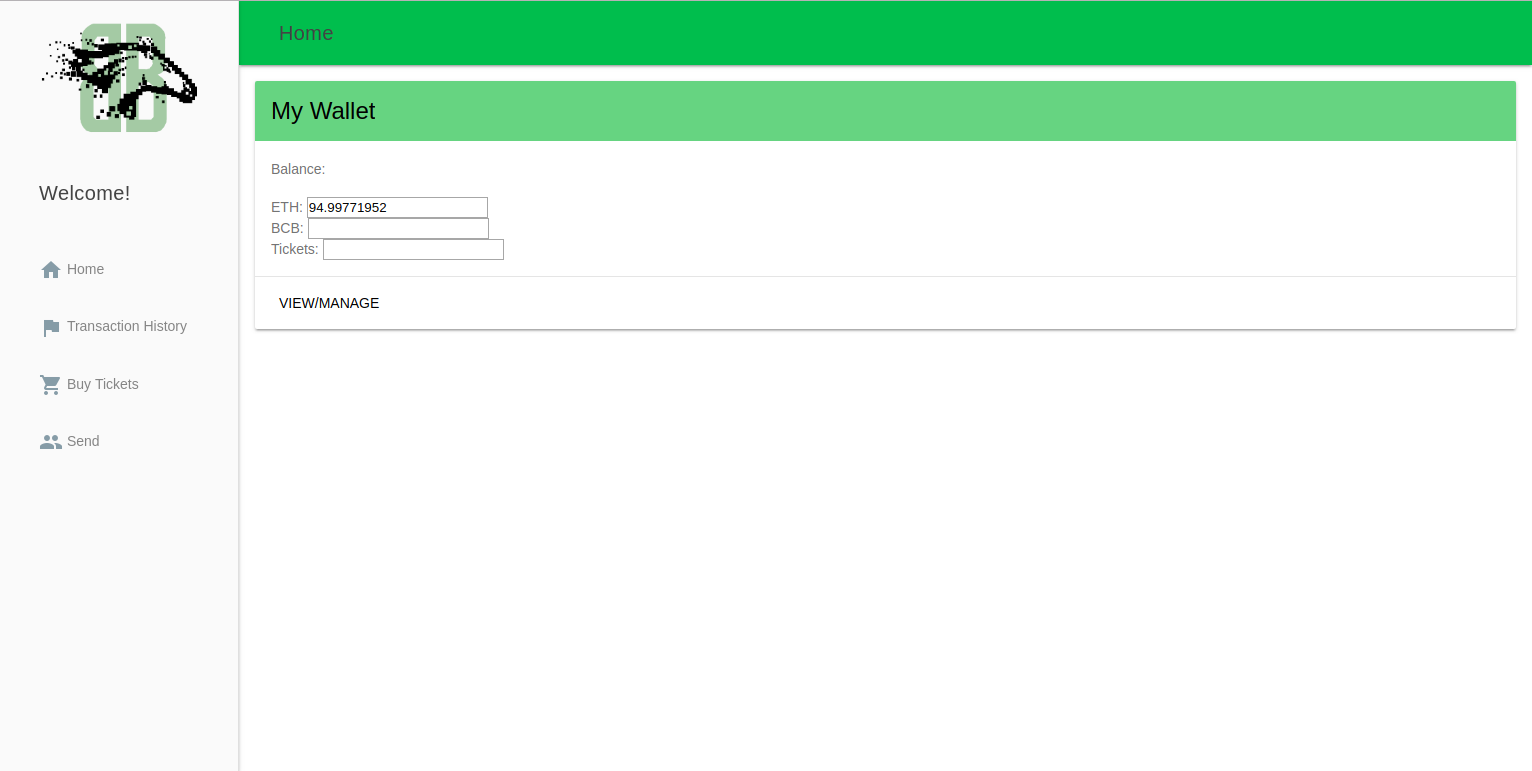 Welcome!
Home
Transaction History
Buy Tickets
Send
Home
My Wallet
Balance:
ETH: 94.99771952
BCB:
Tickets:
VIEW/MANAGE